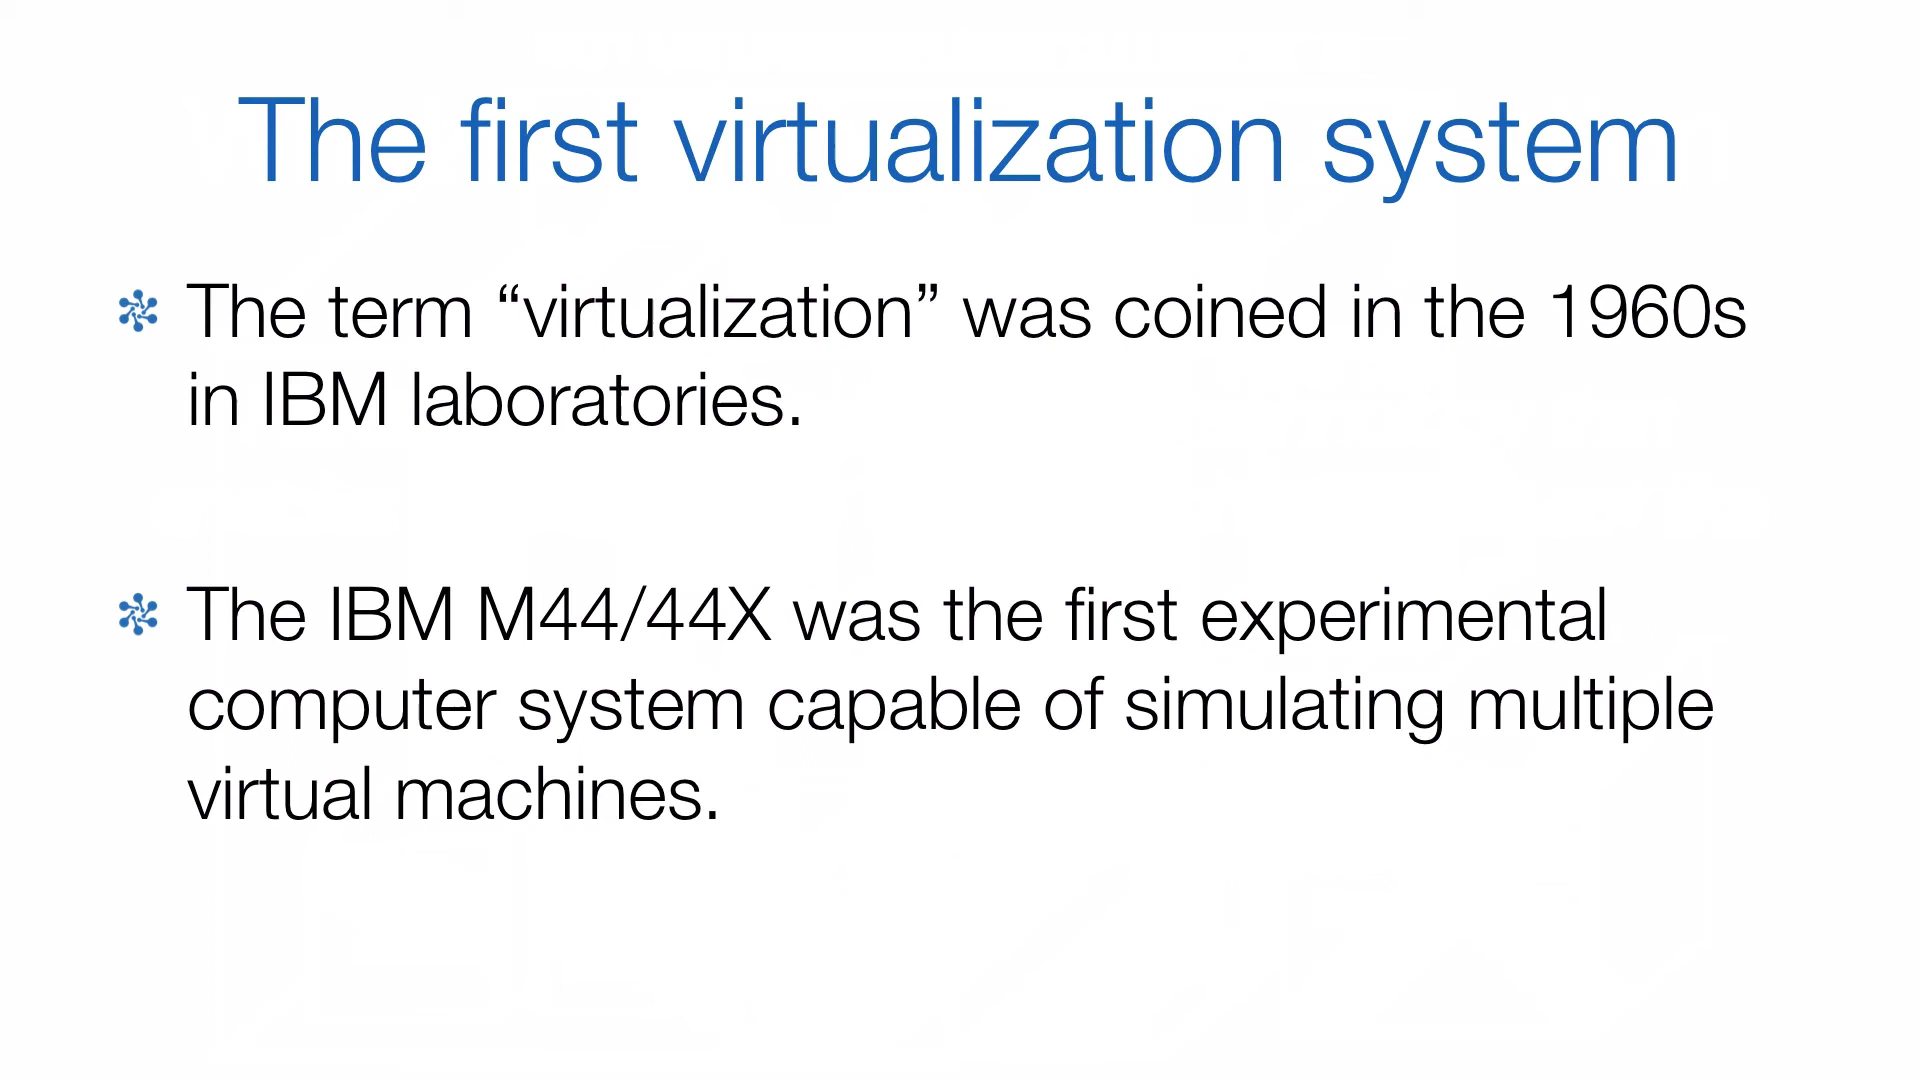 The first virtualization system
The term “virtualization” was coined in the 1960s
in IBM laboratories.
The IBM M44/44X was the first experimental
computer system capable of simulating multiple
virtual machines.